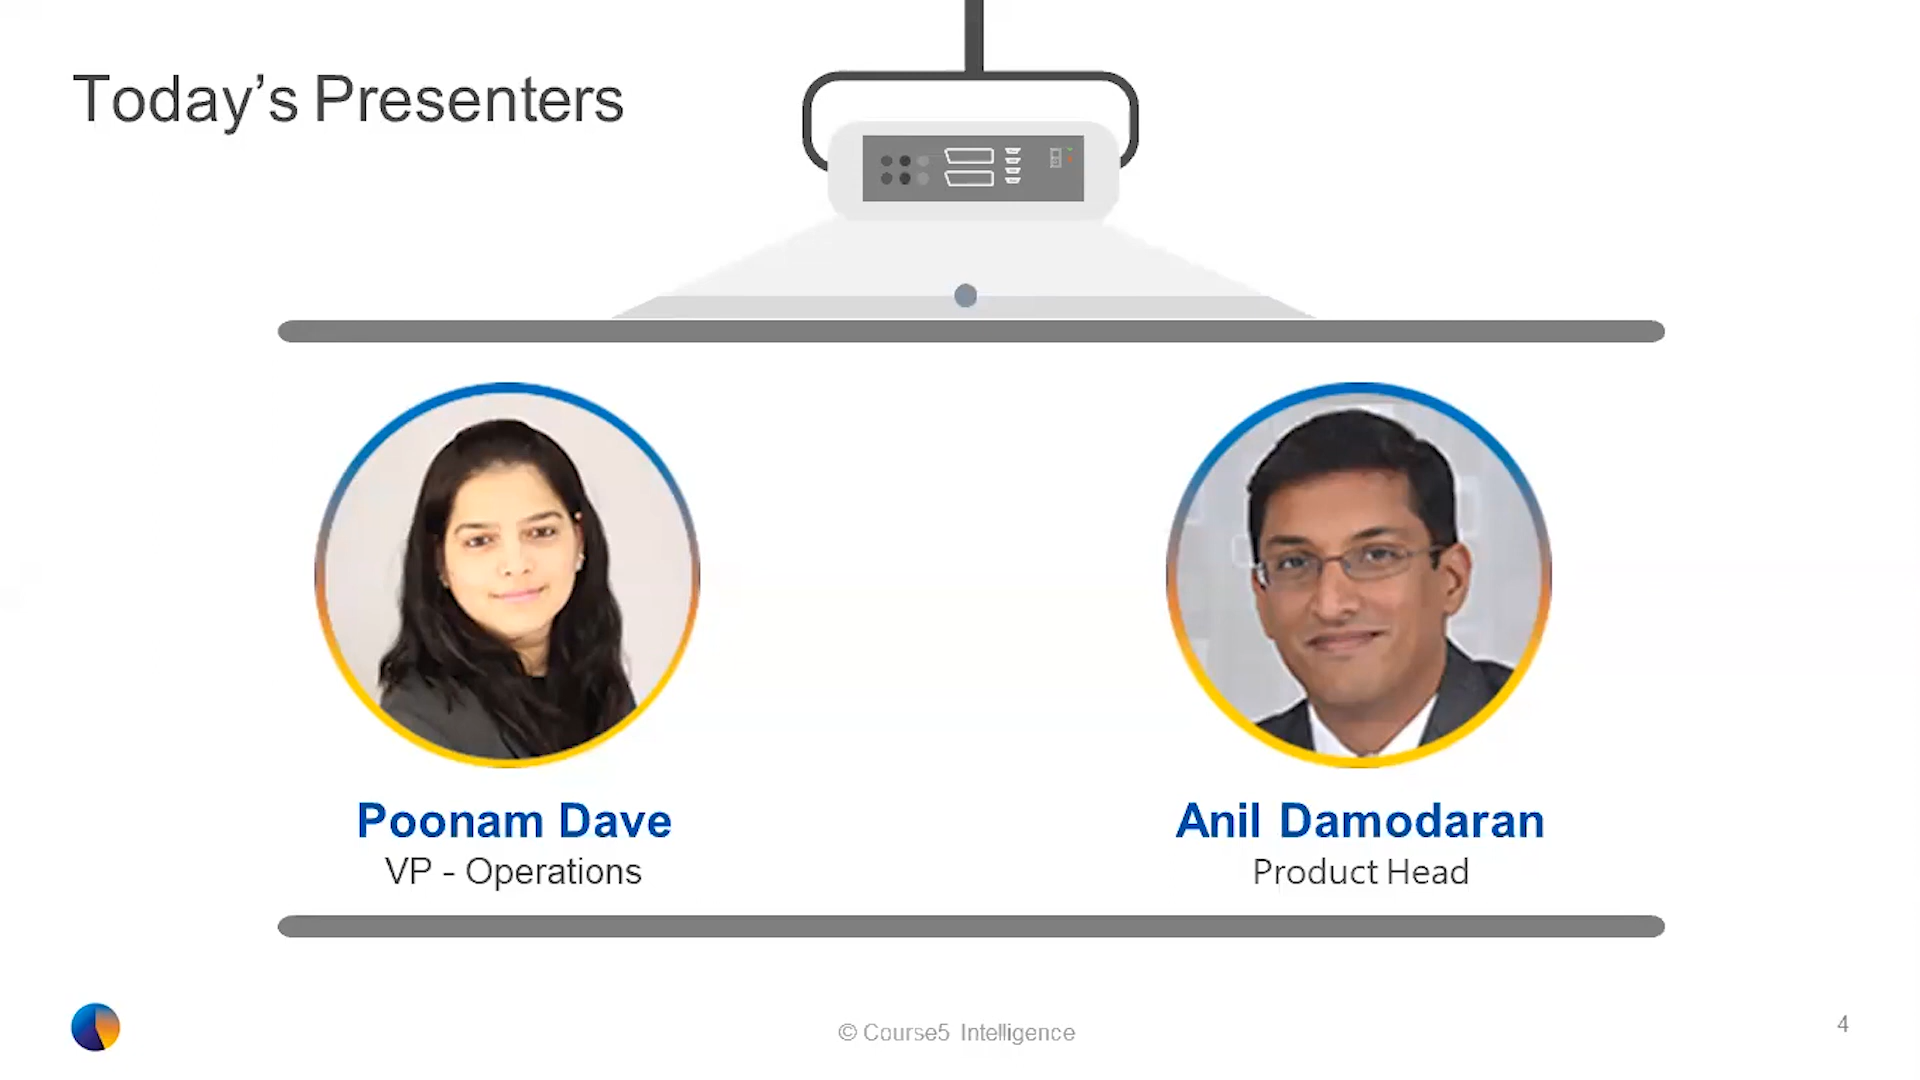 Today’s Presenters
Poonam Dave
VP - Operations
Anil Damodaran
Product Head
© Course5 Intelligence
4